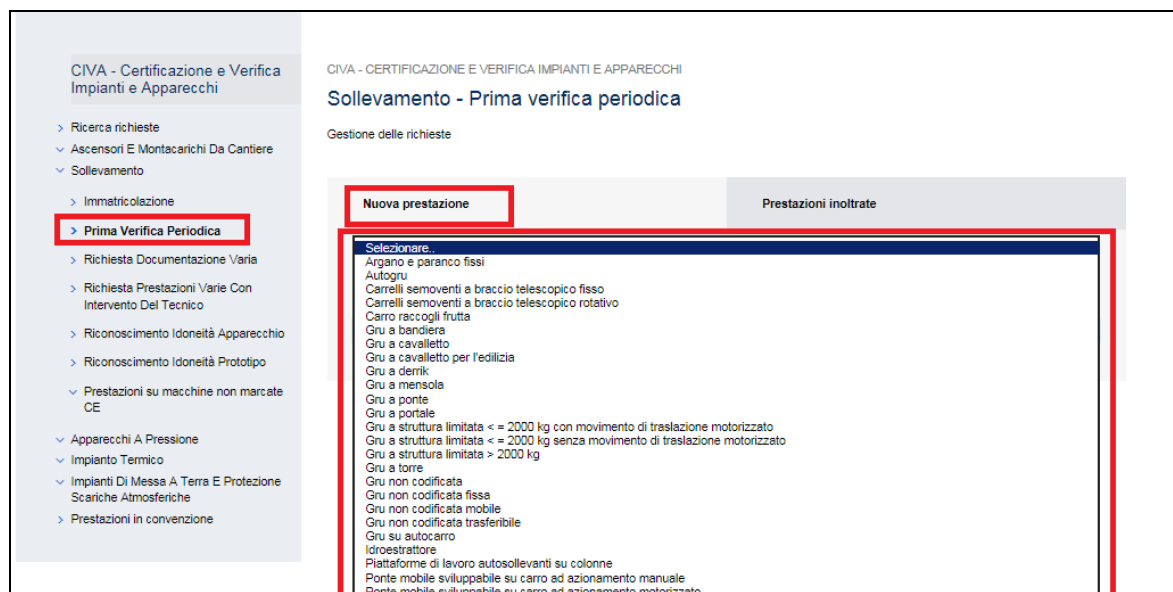 CIVA - Certificazione e Verifica
Impianti e Apparecchi
Ricerca richieste
Ascensori E Montacarichi Da Cantiere
Sollevamento
Immatricolazione
Prima Verifica Periodica
Richiesta Documentazione Varia
Richiesta Prestazioni Varie Con
Intervento Del Tecnico
Riconoscimento Idoneità Apparecchio
Riconoscimento Idoneità Prototipo
Prestazioni su macchine non marcate
CE
Apparecchi A Pressione
Impianto Termico
Impianti Di Messa A Terra E Protezione
Scariche Atmosferiche
Prestazioni in convenzione
CIVA - CERTIFICAZIONE E VERIFICA IMPIANTI E APPARECCHI
Sollevamento - Prima verifica periodica
Gestione delle richieste
Nuova prestazione
Prestazioni inoltrate
Selezionare..
Argano e paranco fissi
Autogru
Carrelli semoventi a braccio telescopico fisso
Carrelli semoventi a braccio telescopico rotativo
Carro raccogli frutta
Gru a bandiera
Gru a cavalletto
Gru a cavalletto per l'edilizia
Gru a derrik
Gru a mensola
Gru a ponte
Gru a portale
Gru a struttura limitata < = 2000 kg con movimento di traslazione motorizzato
Gru a struttura limitata < = 2000 kg senza movimento di traslazione motorizzato
Gru a struttura limitata > 2000 kg
Gru a torre
Gru non codificata
Gru non codificata fissa
Gru non codificata mobile
Gru non codificata trasferibile
Gru su autocarro
Idroestrattore
Piattaforme di lavoro autosollevanti su colonne
Ponte mobile sviluppabile su carro ad azionamento manuale
Ponte mobile sviluppabile su carro ad azionamento motorizzato